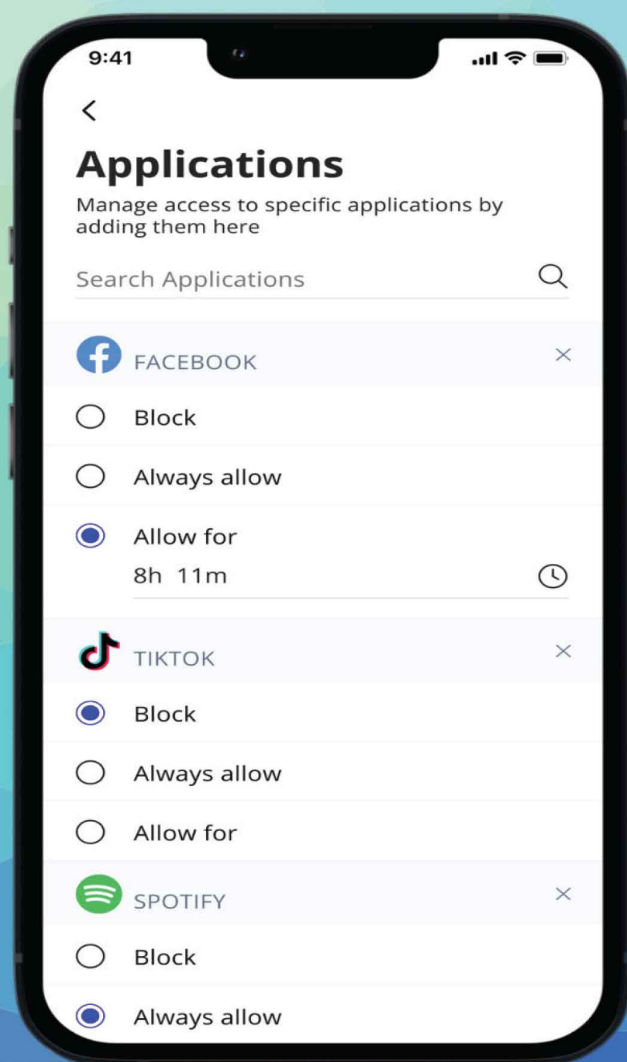 9:41
Applications
Manage access to specific applications by
adding them here
Search Applications
FACEBOOK
Block
Always allow
Allow for
8h 11m
TIKTOK
Block
Always allow
Allow for
SPOTIFY
Block
Always allow